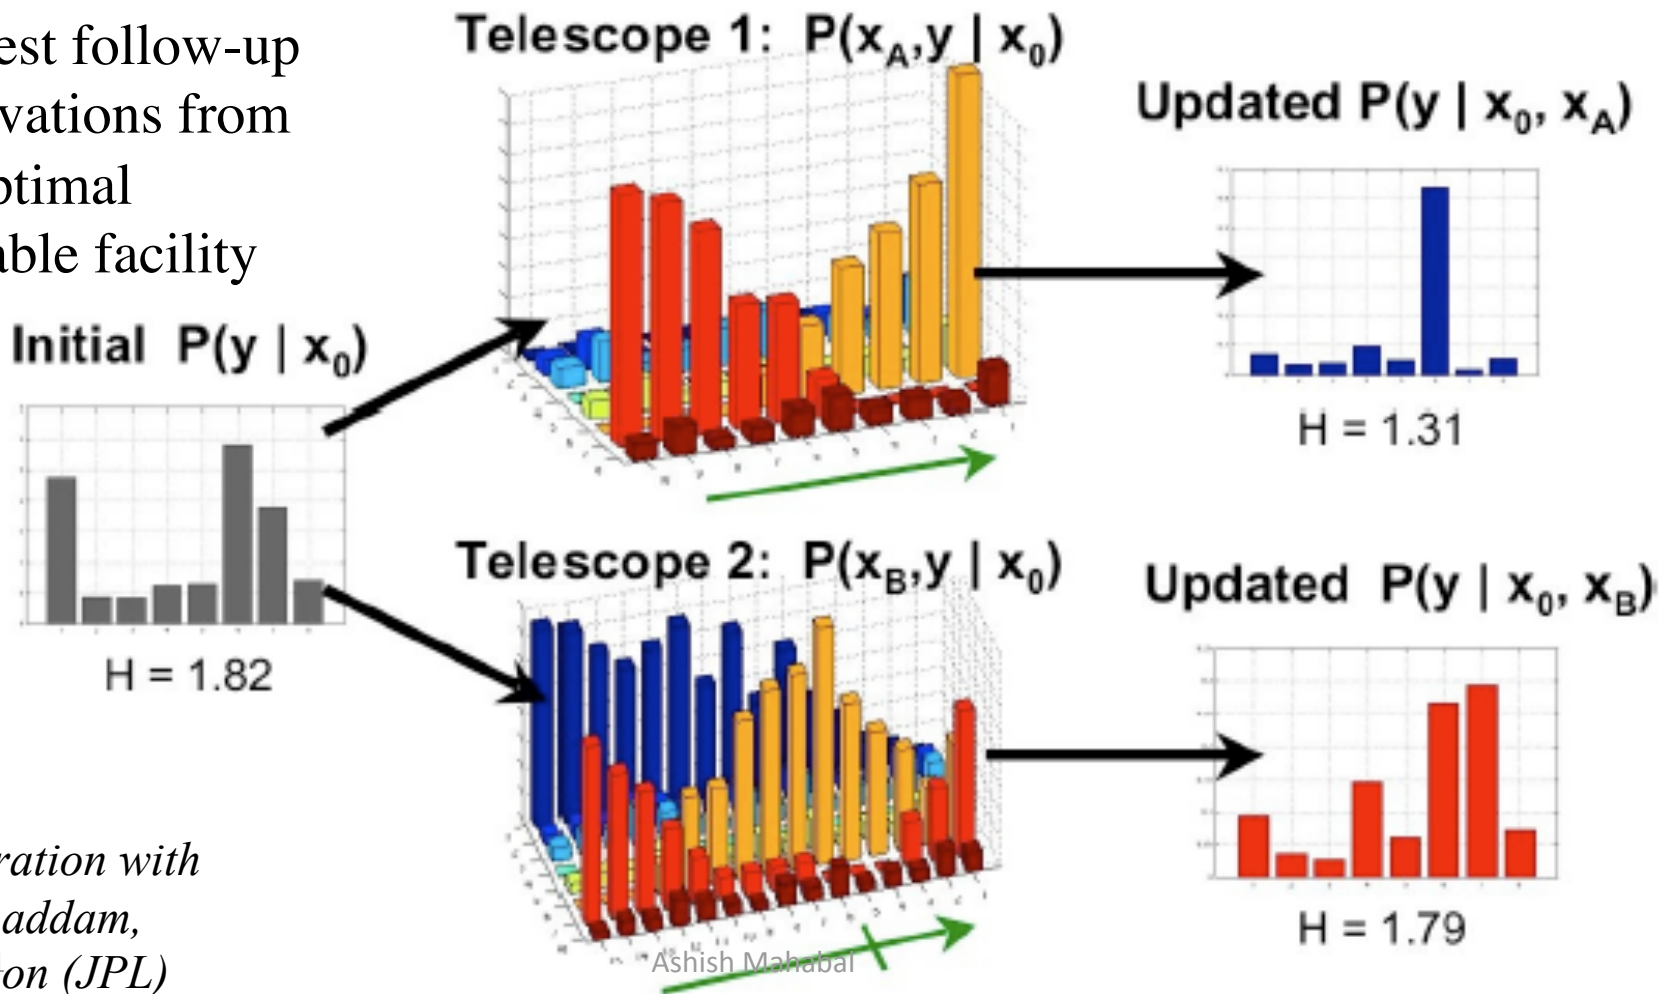 est follow-up
vations from
ptimal
able facility
Initial P(y | x0)
H = 1.82
Telescope 1: P(xA,y | x0)
Updated P(y | x0, xA)
H = 1.31
Telescope 2: P(xB,y | x0)
Updated P(y | x0, xB)
H = 1.79
ration with
addam,
on (JPL)
Ashish Mahabal